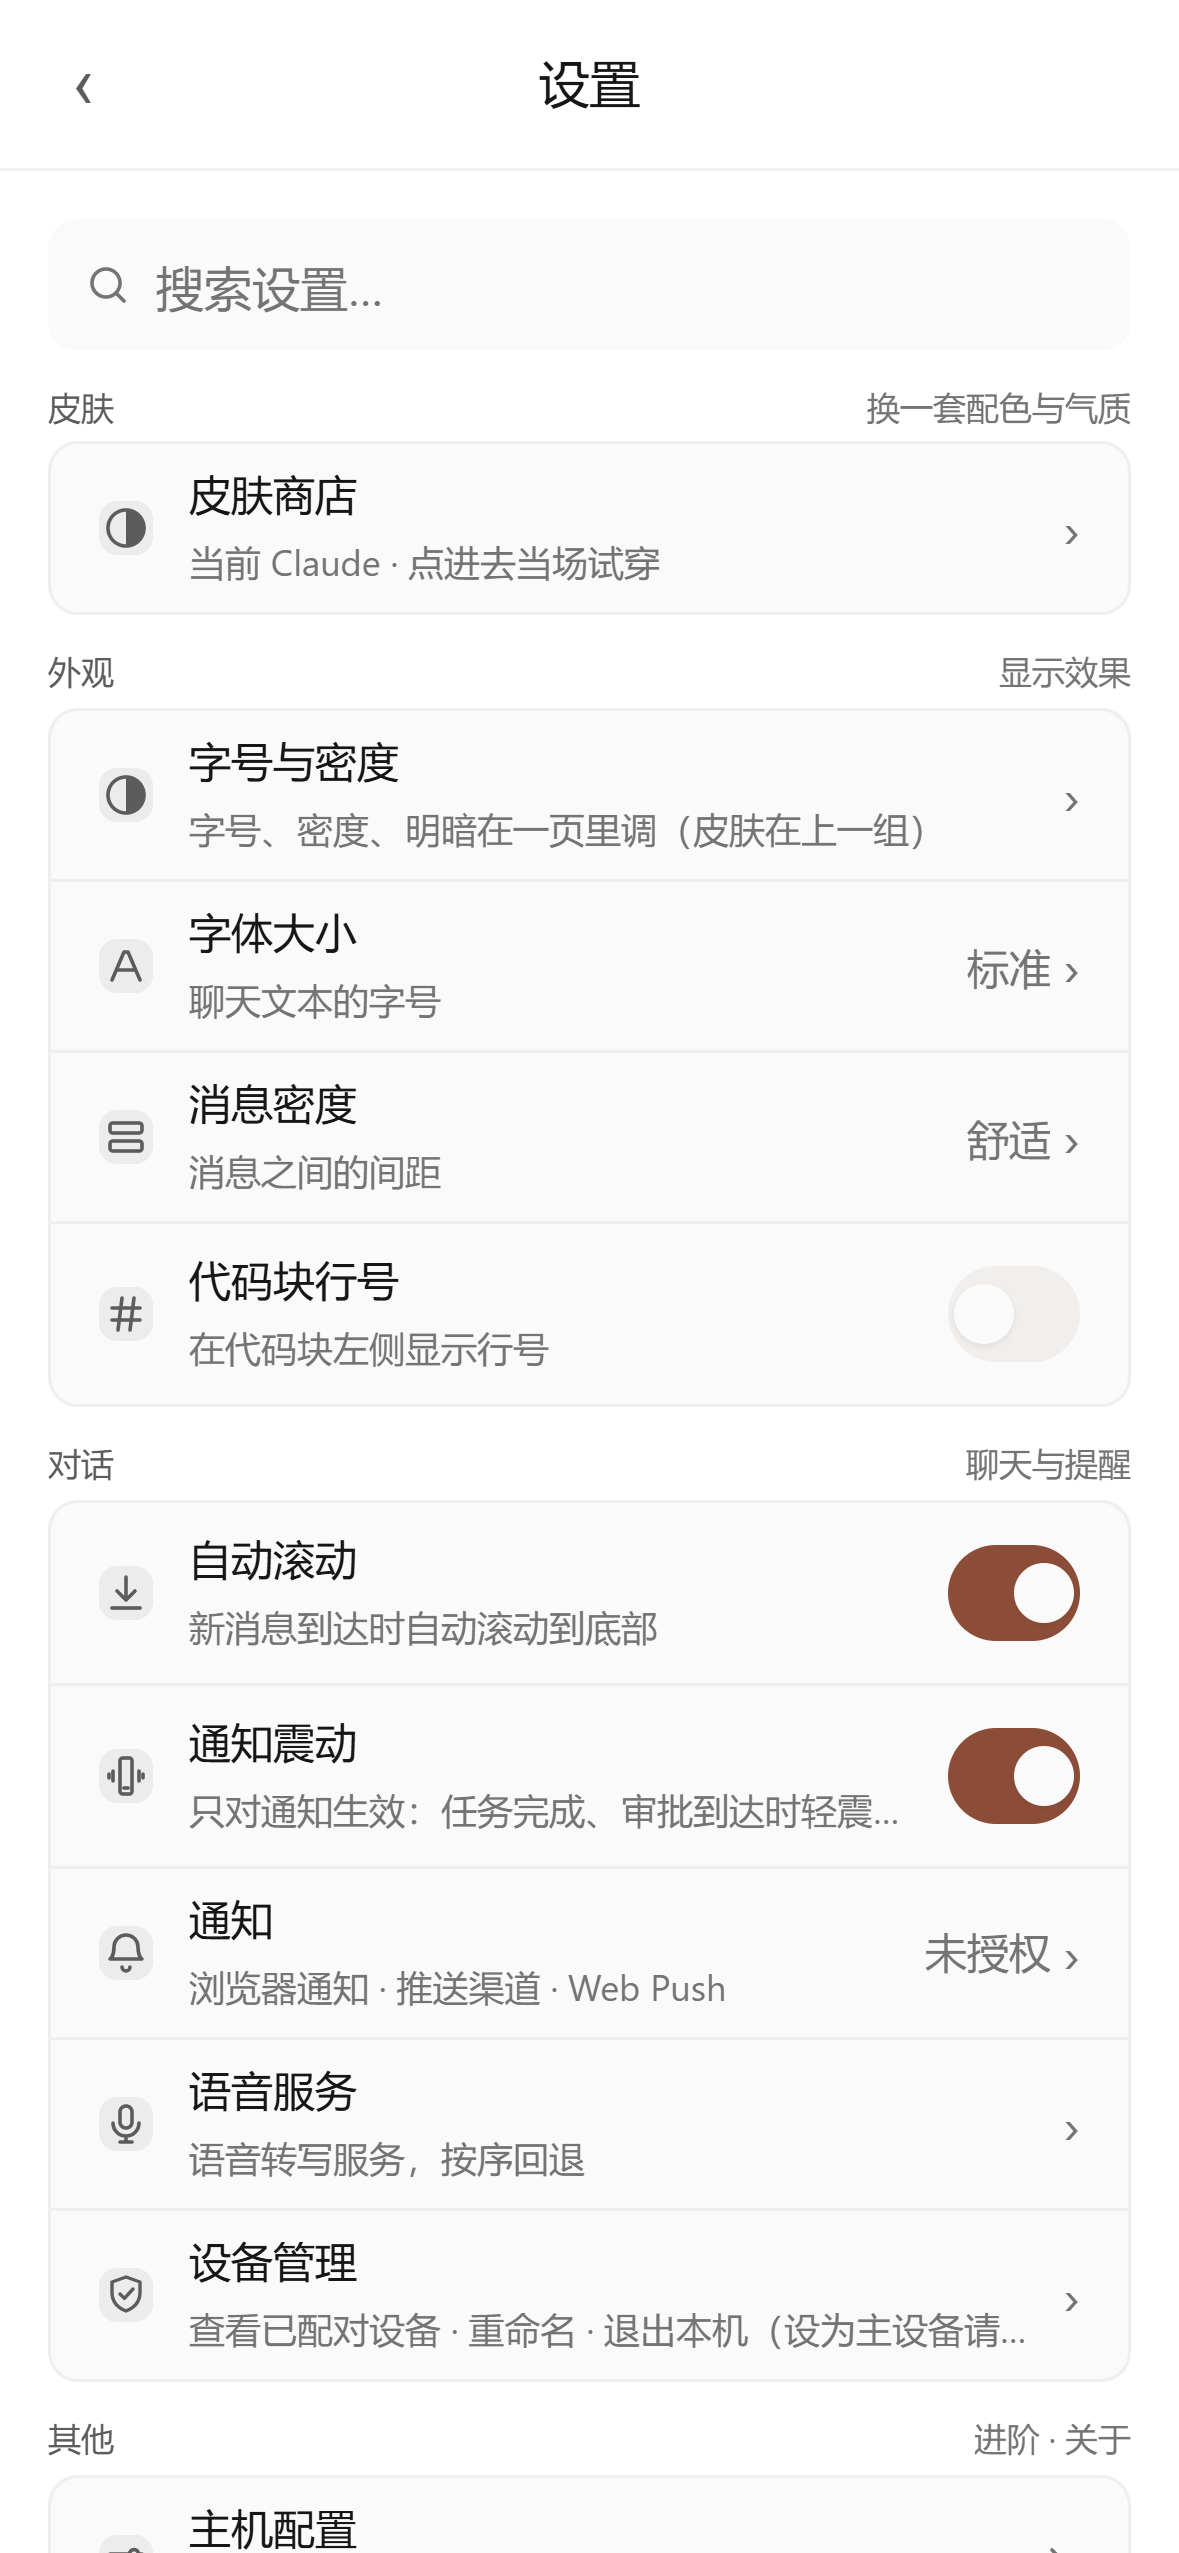 设置
搜索设置...
皮肤 换一套配色与气质
皮肤商店
当前 Claude · 点进去当场试穿
外观 显示效果
字号与密度
字号、密度、明暗在一页里调（皮肤在上一组）
字体大小
标准
聊天文本的字号
消息密度
舒适
消息之间的间距
代码块行号
在代码块左侧显示行号
对话 聊天与提醒
自动滚动
新消息到达时自动滚动到底部
通知震动
只对通知生效：任务完成、审批到达时轻震...
通知
未授权
浏览器通知 · 推送渠道 · Web Push
语音服务
语音转写服务，按序回退
设备管理
查看已配对设备 · 重命名 · 退出本机（设为主设备请...
其他 进阶 · 关于
主机配置